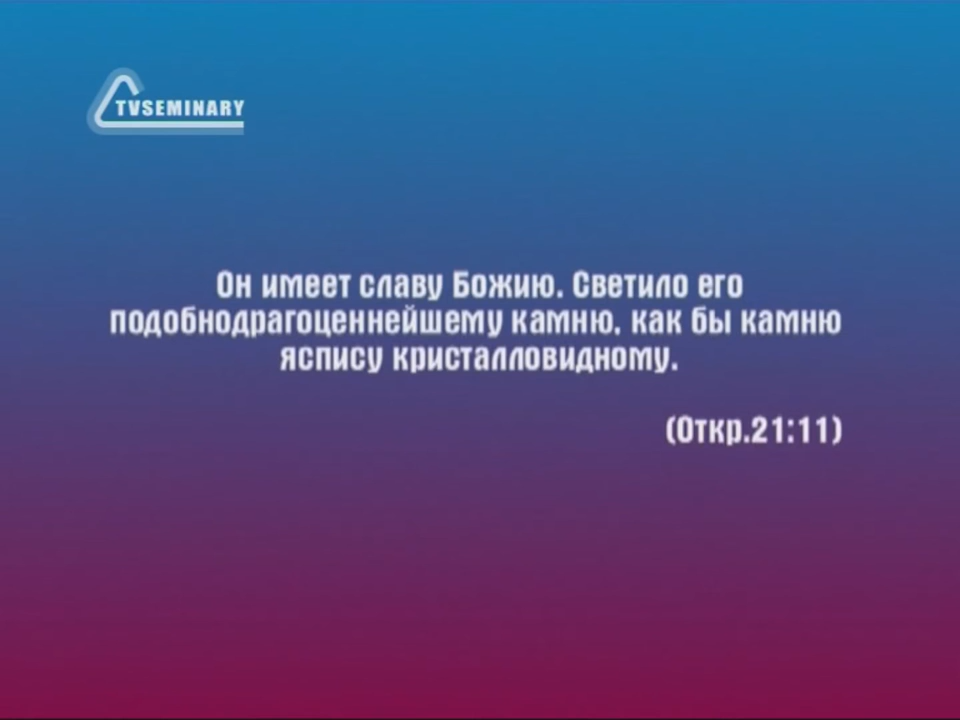 TVSEMINARY
Он имеет славу Божию. Светило его
подобнодрагоценнейшему камню, как бы камню
яспису кристалловидному.
(Откр.21:11)